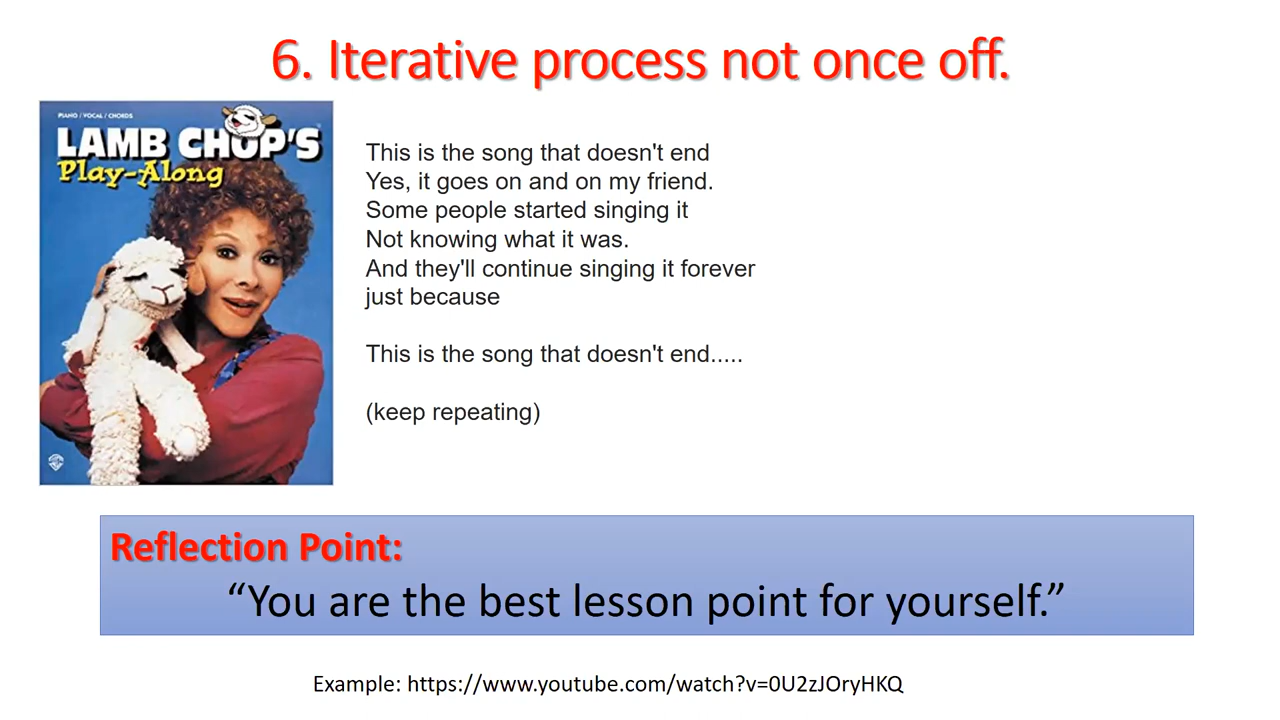 6. Iterative process not once off.
PIANO / VOCAL / CHORDS
LAMB CHOP'S
Play-Along
This is the song that doesn't end
Yes, it goes on and on my friend.
Some people started singing it
Not knowing what it was.
And they'll continue singing it forever
just because
This is the song that doesn't end.....
(keep repeating)
Reflection Point:
“You are the best lesson point for yourself.”
Example: https://www.youtube.com/watch?v=0U2zJOryHKQ